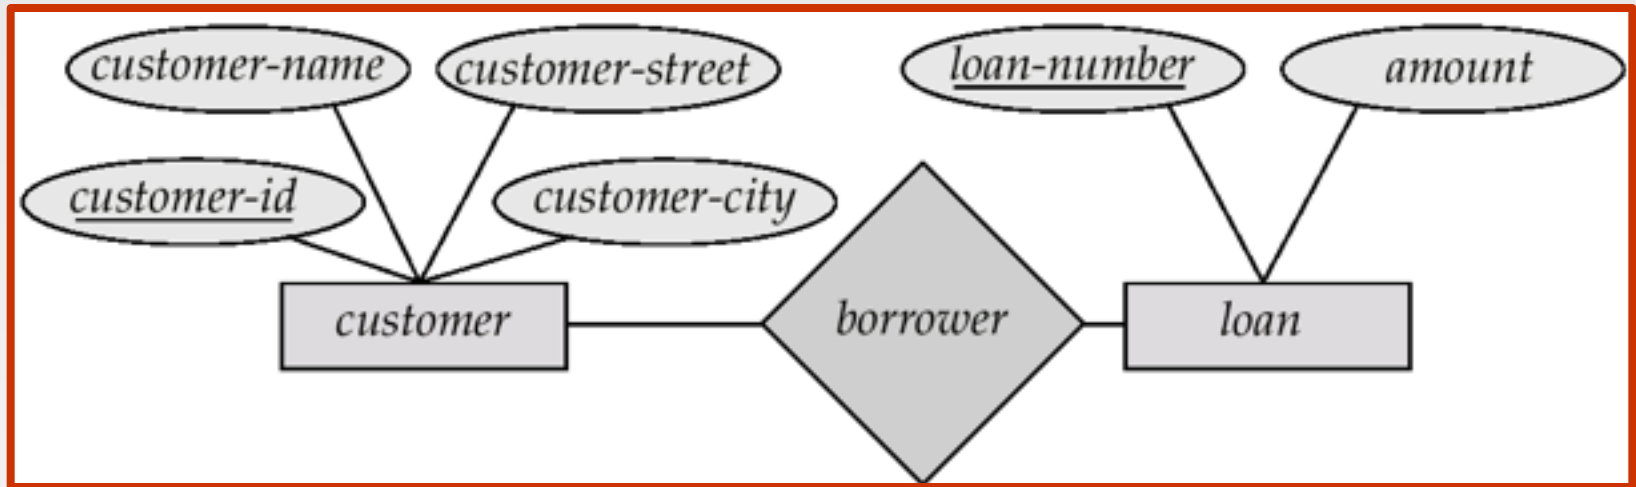 customer-name
customer-street
loan-number
amount
customer-id
customer-city
customer
borrower
loan